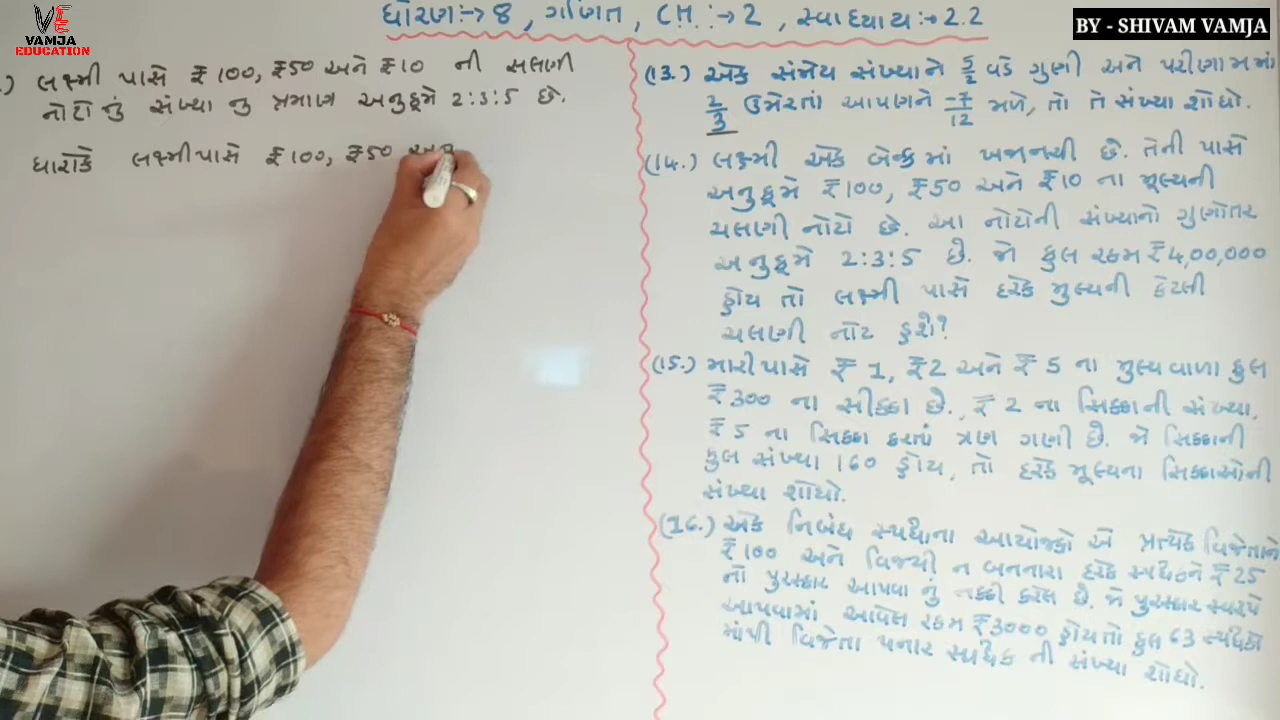 VE
VAMJA
EDUCATION
ધોરણ:→ 8 , ગણિત , CH.:→ 2 , સ્વાધ્યાય :→ 2.2
BY - SHIVAM VAMJA
.) લક્ષ્મી પાસે ₹100, ₹50 અને ₹10 ની ચલણી
નોટો નું સંખ્યા નુ પ્રમાણ અનુક્રમે 2:3:5 છે.
ધારોકે લક્ષ્મીપાસે ₹100, ₹50 અન
(13.) એક સંમેય સંખ્યાને 5/2 વડે ગુણી અને પરીણામમાં
2/3 ઉમેરતાં આપણને -7/12 મળે, તો તે સંખ્યા શોધો.
(14.) લક્ષ્મી એક બેન્કમાં ખજાનચી છે. તેની પાસે
અનુક્રમે ₹100, ₹50 અને ₹10 ના મૂલ્યની
ચલણી નોટો છે. આ નોટોની સંખ્યાનો ગુણોતર
અનુક્રમે 2:3:5 છે. જો કુલ રકમ ₹4,00,000
હોય તો લક્ષ્મી પાસે દરેક મુલ્યની કેટલી
ચલણી નોટ હશે?
(15.) મારીપાસે ₹ 1, ₹2 અને ₹ 5 ના મુલ્યવાળા કુલ
₹300 ના સીક્કા છે. ₹ 2 ના સિક્કાની સંખ્યા,
₹5 ના સિક્કા કરતાં ત્રણ ગણી છે. જો સિક્કાની
કુલ સંખ્યા 160 હોય, તો દરેક મૂલ્યના સિક્કાઓની
સંખ્યા શોધો.
(16.) એક નિબંધ સ્પર્ધાના આયોજકો એ પ્રત્યેક વિજેતાને
₹100 અને વિજયી ન બનનારા દરેક સ્પર્ધકને ₹25
નો પુરસ્કાર આપવા નું નક્કી કરેલ છે. જો પુરસ્કાર સ્વરૂપે
આપવામાં આવેલ રકમ ₹3000 હોયતો કુલ 63 સ્પર્ધકો
માંથી વિજેતા થનાર સ્પર્ધક ની સંખ્યા શોધો.